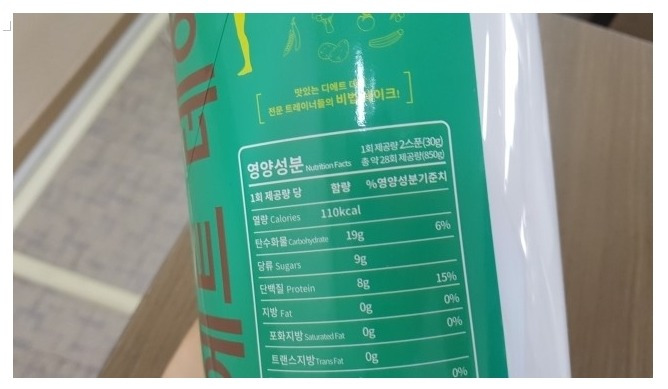 맛있는 디에트 데
전문 트레이너들의 비법 쉐이크!
영양성분 Nutrition Facts
1회 제공량 2스푼(30g)
총 약 28회 제공량(850g)
1회 제공량 당 함량 %영양성분기준치
열량 Calories 110kcal
탄수화물 Carbohydrate 19g 6%
당류 Sugars 9g
단백질 Protein 8g 15%
지방 Fat 0g 0%
포화지방 Saturated Fat 0g 0%
트랜스지방 Trans Fat 0g
0%